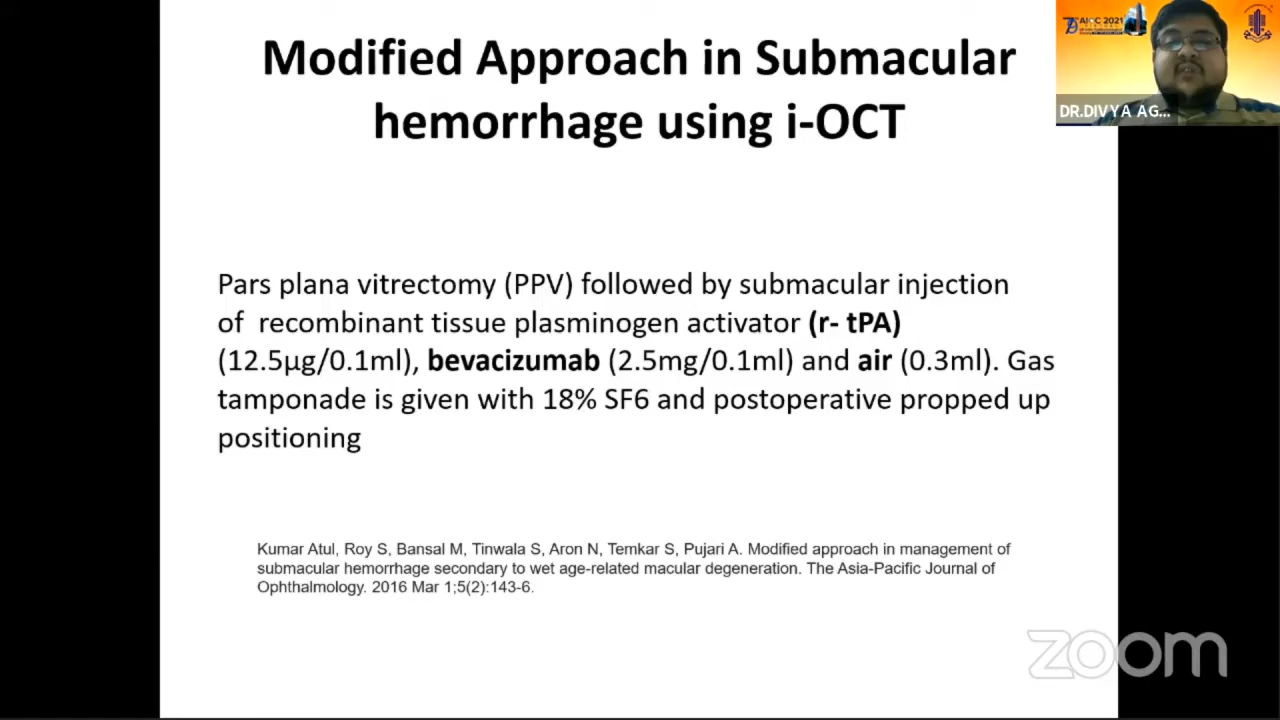 Modified Approach in Submacular
hemorrhage using i-OCT
AIOC 2021
DR.DIVYA AG...
Pars plana vitrectomy (PPV) followed by submacular injection
of recombinant tissue plasminogen activator (r- tPA)
(12.5µg/0.1ml), bevacizumab (2.5mg/0.1ml) and air (0.3ml). Gas
tamponade is given with 18% SF6 and postoperative propped up
positioning
Kumar Atul, Roy S, Bansal M, Tinwala S, Aron N, Temkar S, Pujari A. Modified approach in management of
submacular hemorrhage secondary to wet age-related macular degeneration. The Asia-Pacific Journal of
Ophthalmology. 2016 Mar 1;5(2):143-6.
zoom